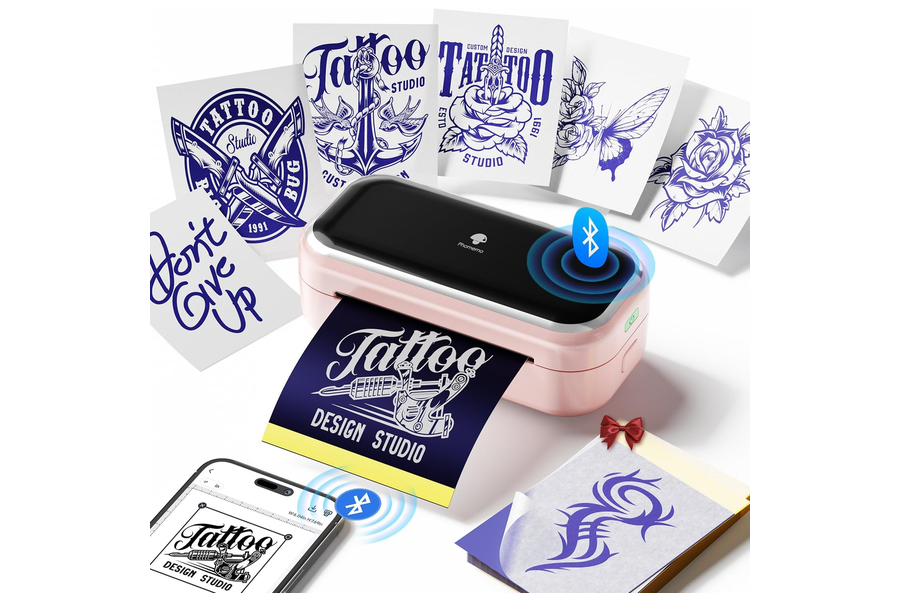 TATTOO
Studio
BUG
1991
Tattoo
STUDIO
CUSTOM DESIGN
TATTOO
ESTD
1991
STUDIO
Don't
Give
Up
Phomemo
Tattoo
DESIGN STUDIO
Tattoo
DESIGN STUDIO